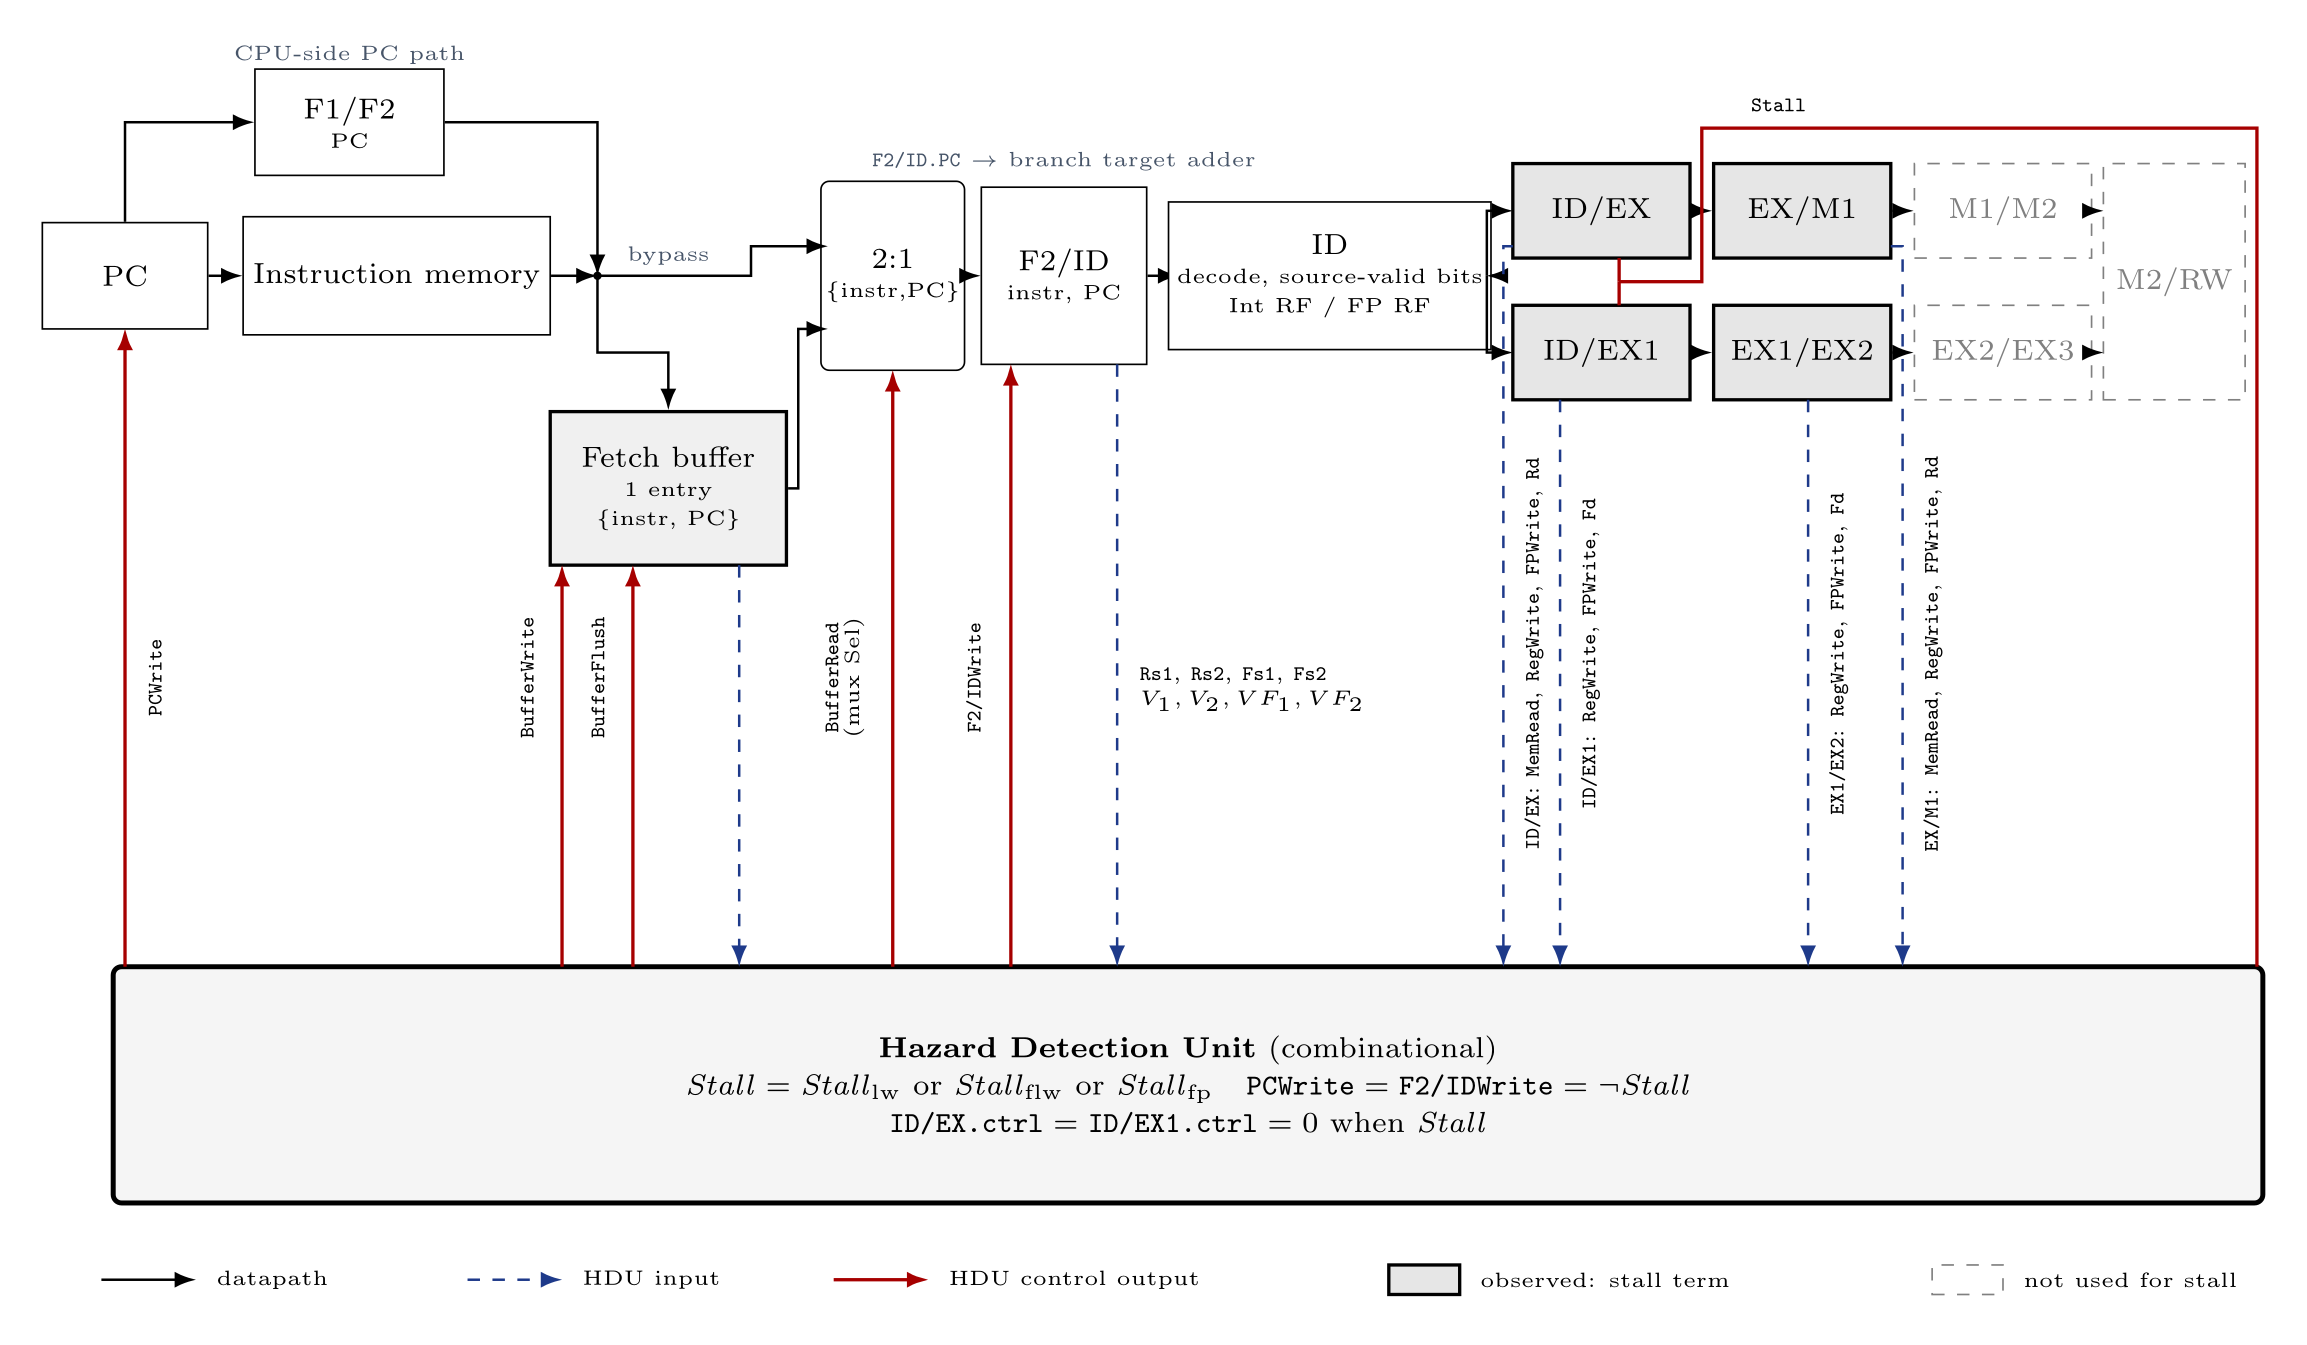 CPU-side PC path
F1/F2
PC
Stall
F2/ID.PC → branch target adder
PC
Instruction memory
bypass
2:1
{instr,PC}
F2/ID
instr, PC
ID
decode, source-valid bits
Int RF / FP RF
ID/EX
EX/M1
M1/M2
M2/RW
ID/EX1
EX1/EX2
EX2/EX3
Fetch buffer
1 entry
{instr, PC}
PCWrite
BufferWrite
BufferFlush
BufferRead
(mux Sel)
F2/IDWrite
Rs1, Rs2, Fs1, Fs2
V1, V2, VF1, VF2
ID/EX: MemRead, RegWrite, FPWrite, Rd
ID/EX1: RegWrite, FPWrite, Fd
EX1/EX2: RegWrite, FPWrite, Fd
EX/M1: MemRead, RegWrite, FPWrite, Rd
Hazard Detection Unit (combinational)
Stall = Stall_lw or Stall_flw or Stall_fp PCWrite = F2/IDWrite = ¬Stall
ID/EX.ctrl = ID/EX1.ctrl = 0 when Stall
datapath
HDU input
HDU control output
observed: stall term
not used for stall